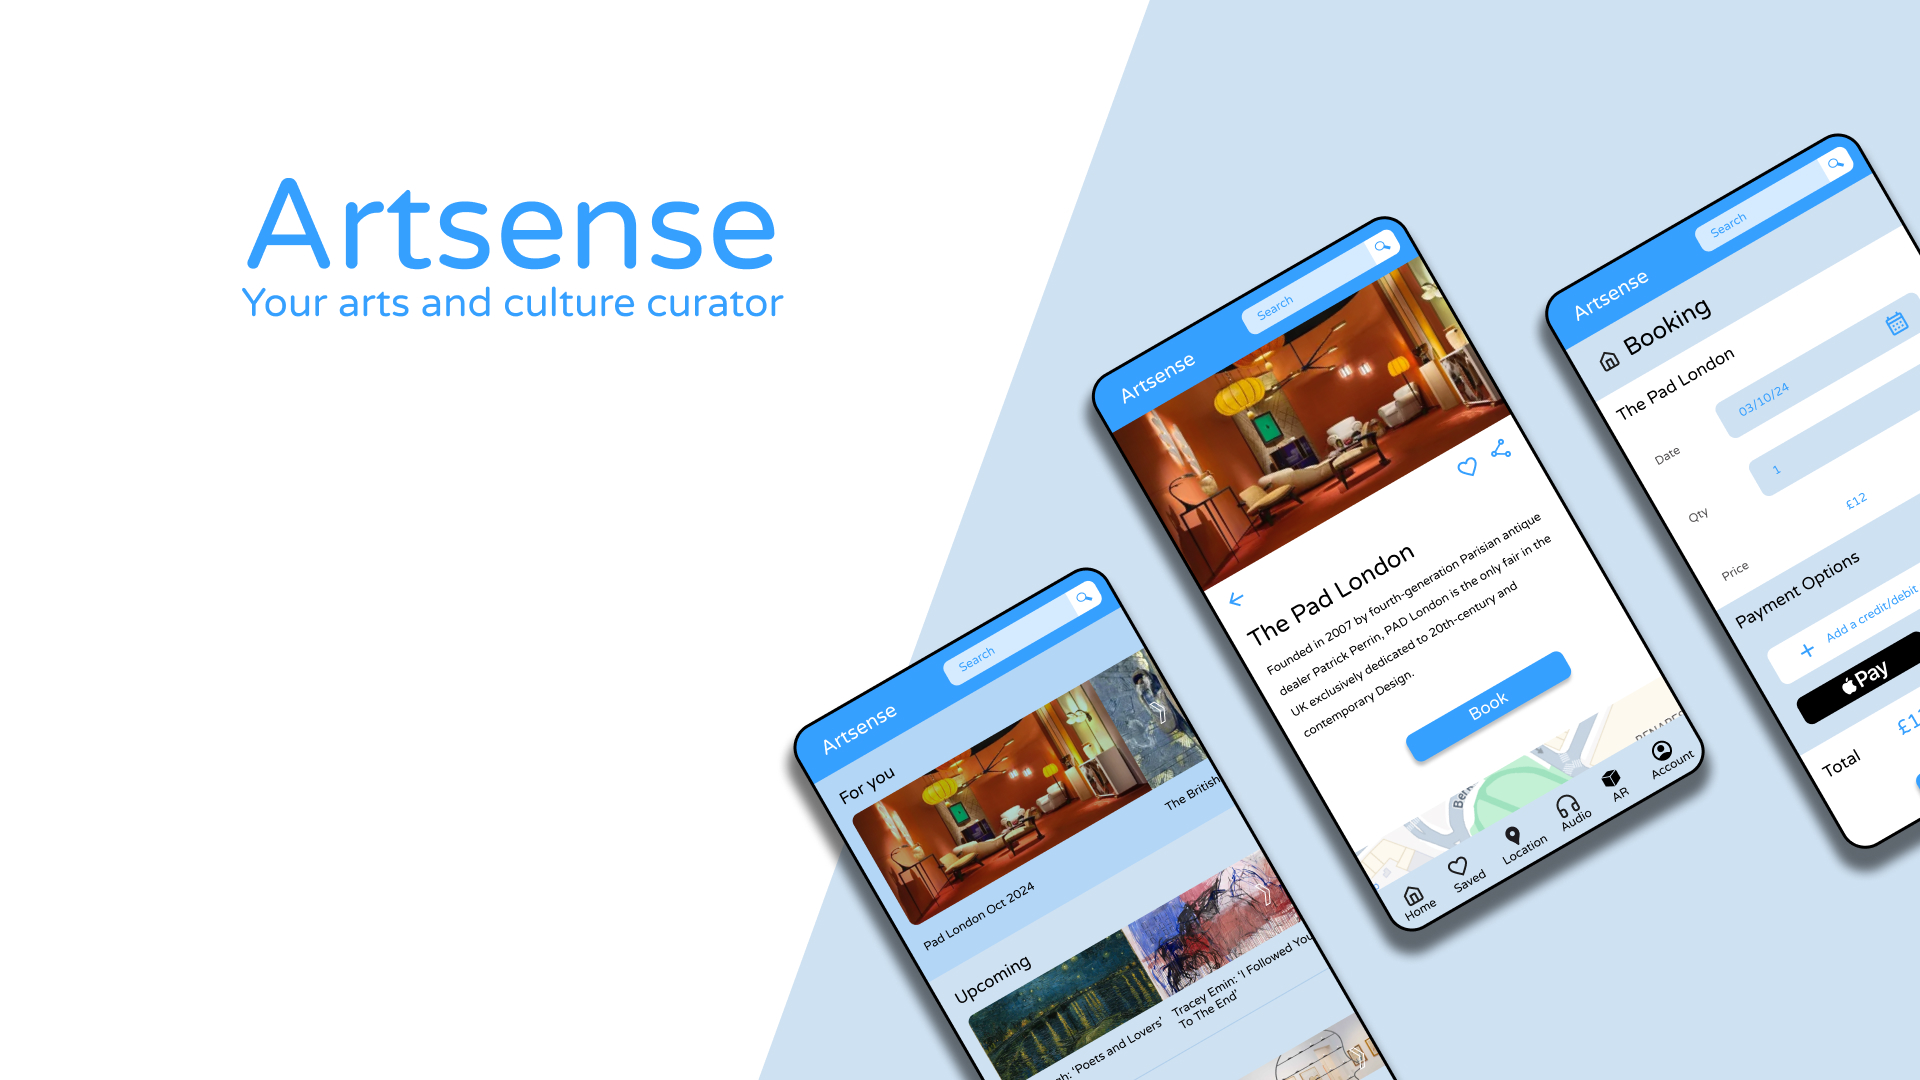 Artsense
Your arts and culture curator
Artsense
Search
For you
Pad London Oct 2024
The British
Upcoming
'Poets and Lovers'
Tracey Emin: 'I Followed You
To The End'
Artsense
Search
The Pad London
Founded in 2007 by fourth-generation Parisian antique
dealer Patrick Perrin, PAD London is the only fair in the
UK exclusively dedicated to 20th-century and
contemporary Design.
Book
Home
Saved
Location
Audio
AR
Account
Artsense
Search
Booking
The Pad London
Date
03/10/24
Qty
1
Price
£12
Payment Options
+ Add a credit/debit
Pay
Total